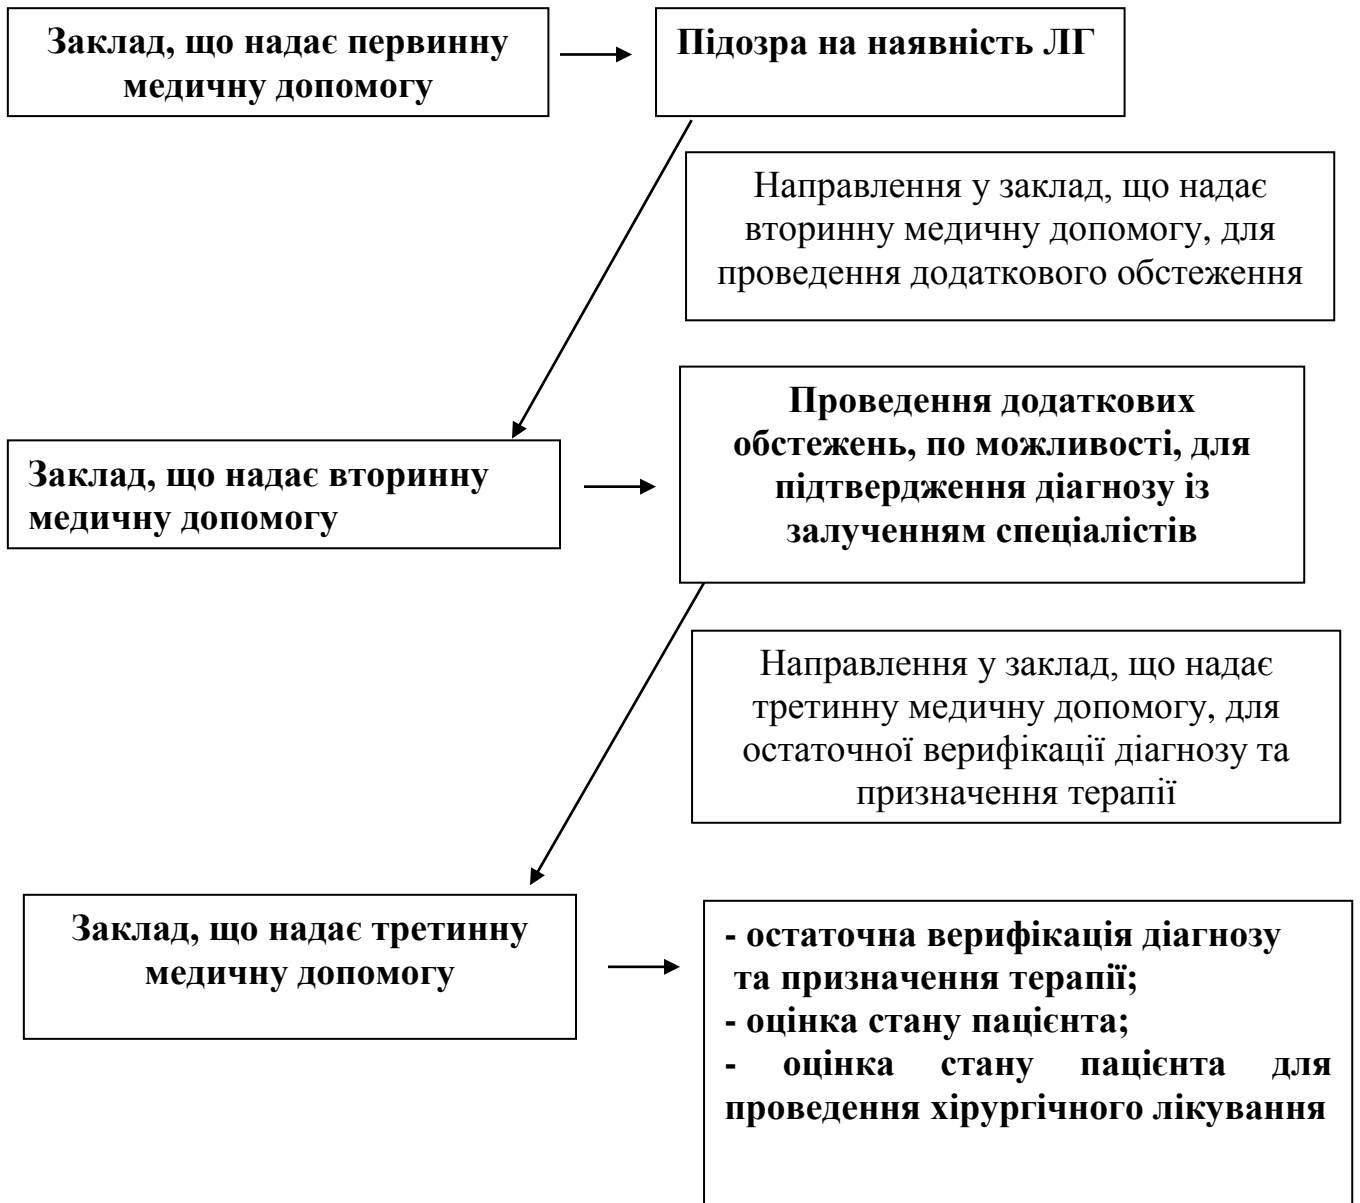 Заклад, що надає первинну
медичну допомогу
Підозра на наявність ЛГ
Направлення у заклад, що надає
вторинну медичну допомогу, для
проведення додаткового обстеження
Проведення додаткових
обстежень, по можливості, для
підтвердження діагнозу із
залученням спеціалістів
Заклад, що надає вторинну
медичну допомогу
Направлення у заклад, що надає
третинну медичну допомогу, для
остаточної верифікації діагнозу та
призначення терапії
Заклад, що надає третинну
медичну допомогу
- остаточна верифікація діагнозу
та призначення терапії;
- оцінка стану пацієнта;
- оцінка стану пацієнта для
проведення хірургічного лікування